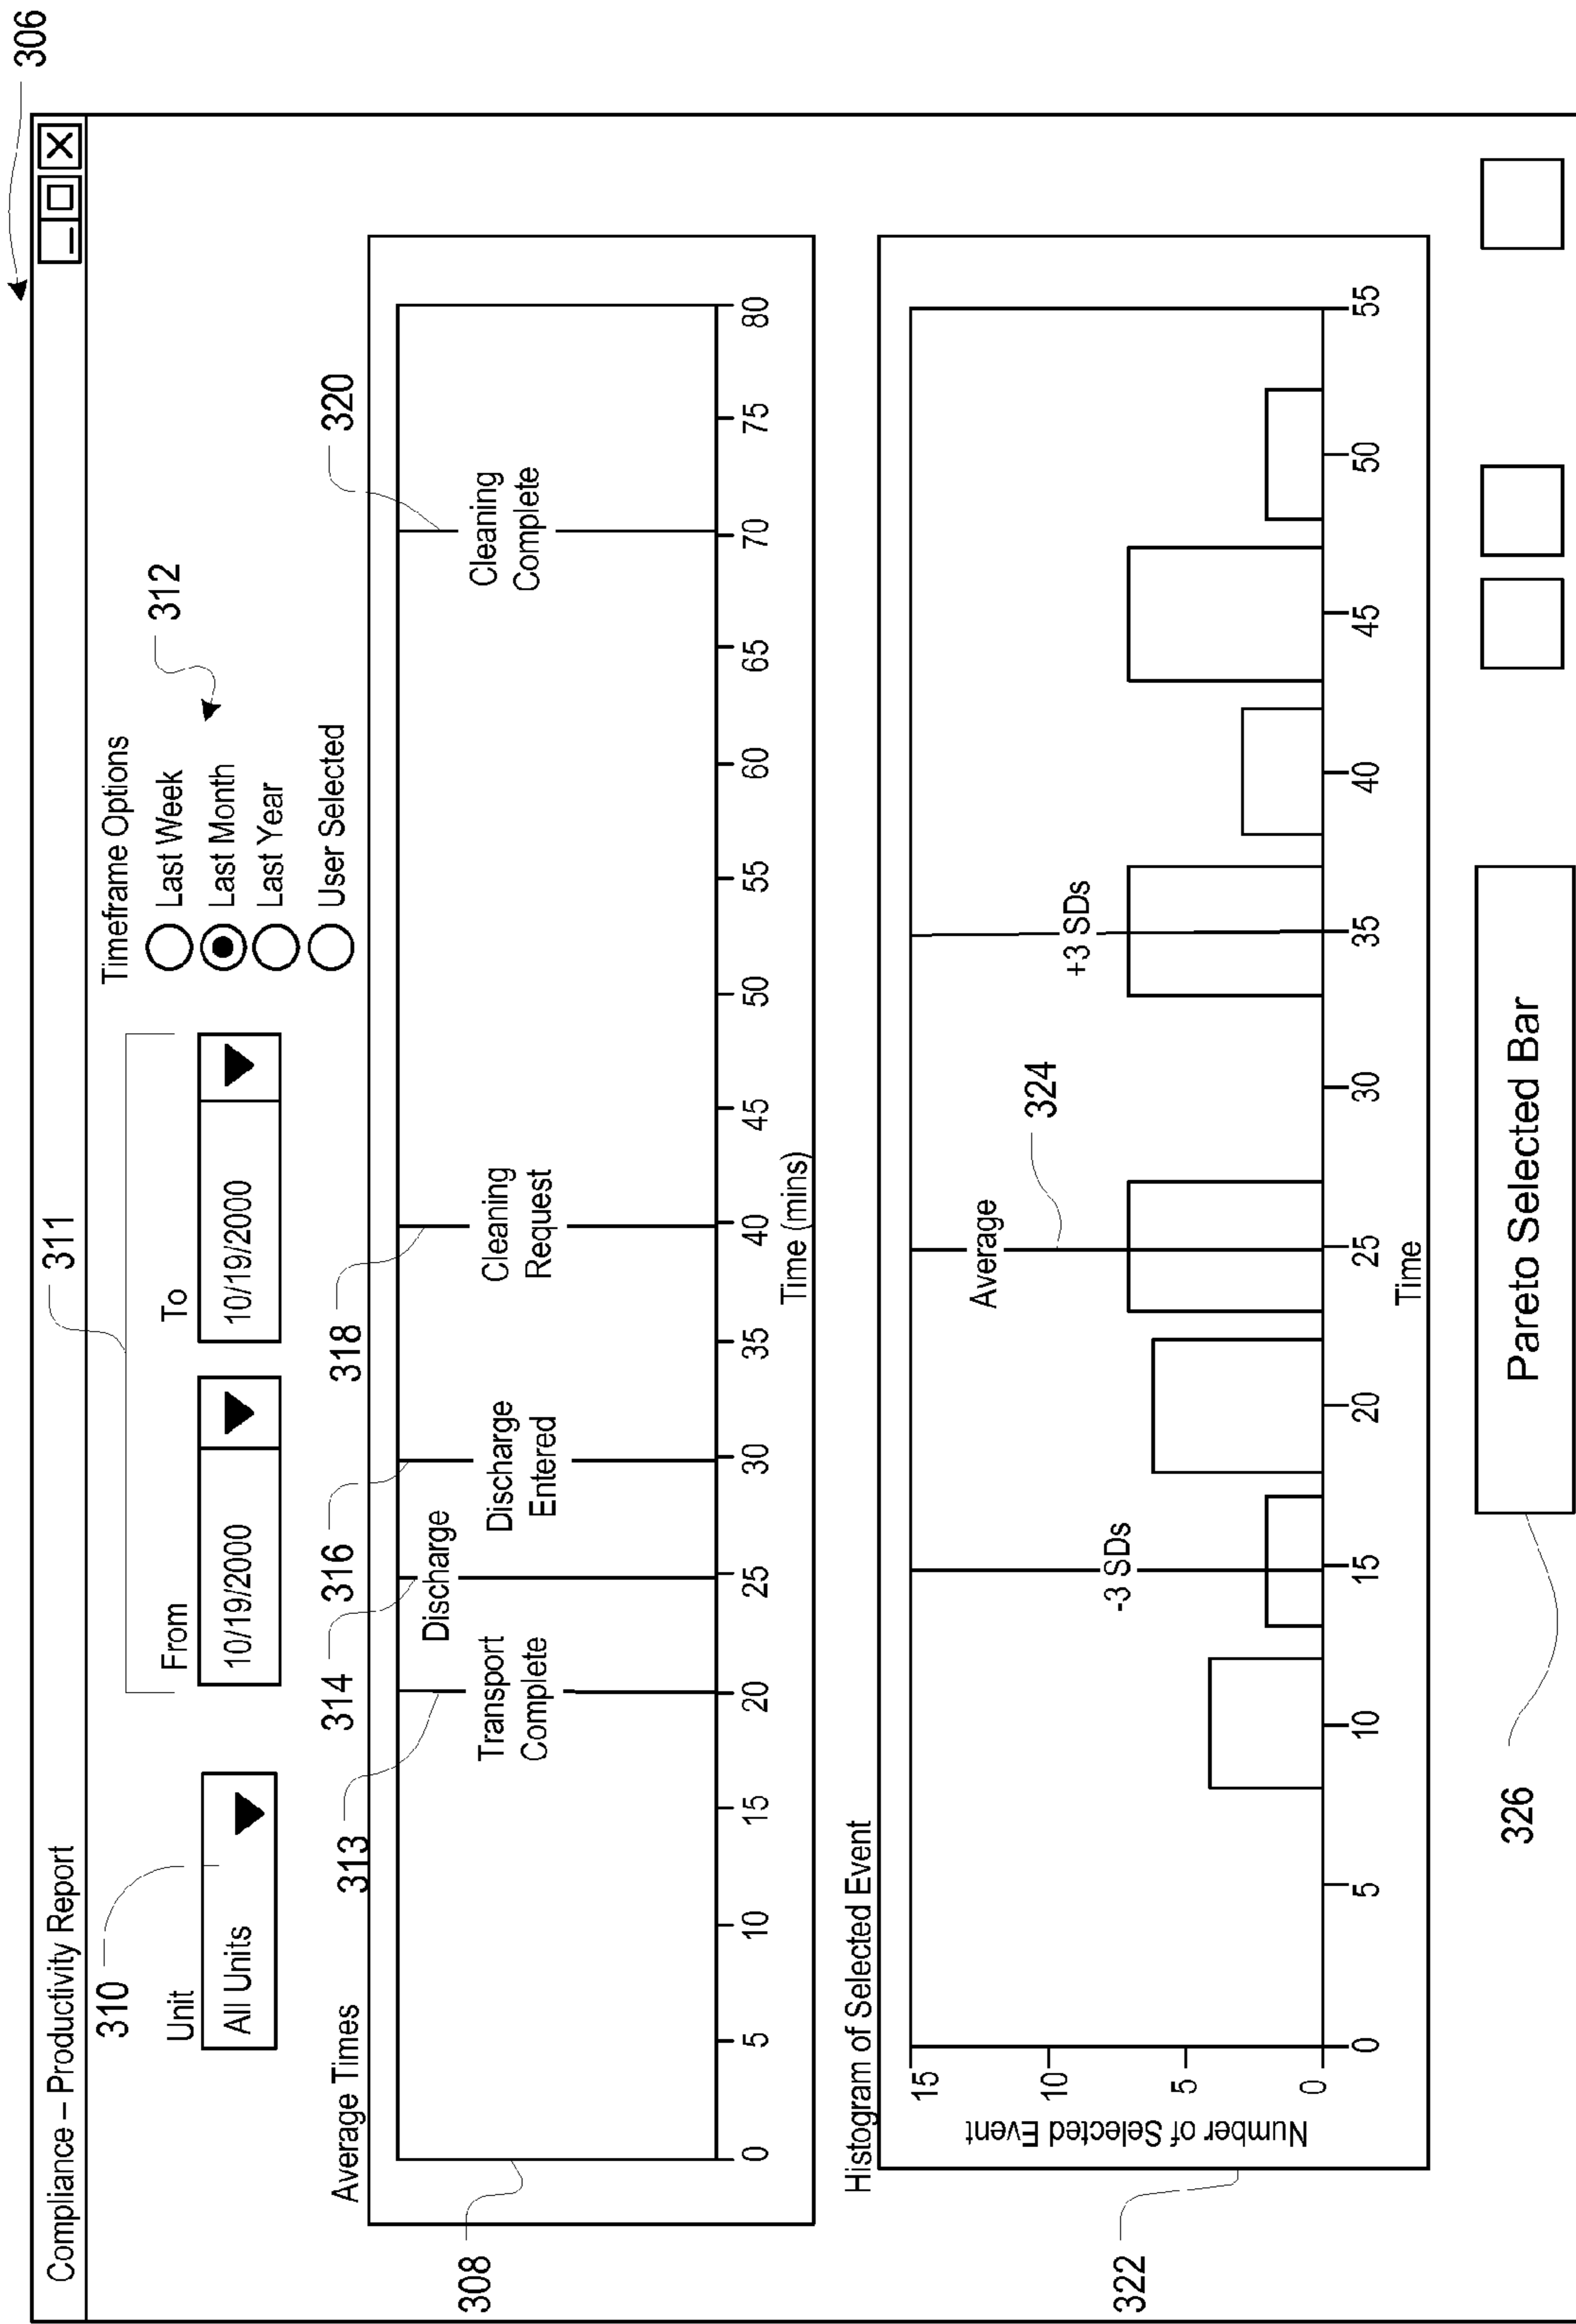 306
Compliance – Productivity Report
310
311
Unit
From
To
Timeframe Options
All Units
10/19/2000
10/19/2000
Last Week
Last Month
Last Year
User Selected
312
Average Times
313
314
316
318
320
308
Transport
Complete
Discharge
Discharge
Entered
Cleaning
Request
Cleaning
Complete
0 5 10 15 20 25 30 35 40 45 50 55 60 65 70 75 80
Time (mins)
Histogram of Selected Event
322
Number of Selected Event
15
10
5
0
-3 SDs
Average
324
+3 SDs
0 5 10 15 20 25 30 35 40 45 50 55
Time
326
Pareto Selected Bar